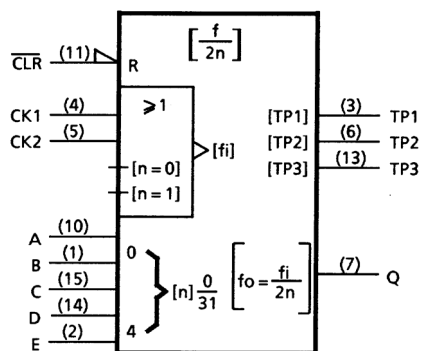 [f/2n]
CLR (11) R
CK1 (4) ⩾1 [TP1] (3) TP1
CK2 (5) [fi] [TP2] (6) TP2
[n=0] [TP3] (13) TP3
[n=1]
A (10)
B (1) 0
C (15) [n] 0/31 [fo=fi/2n] (7) Q
D (14)
E (2) 4